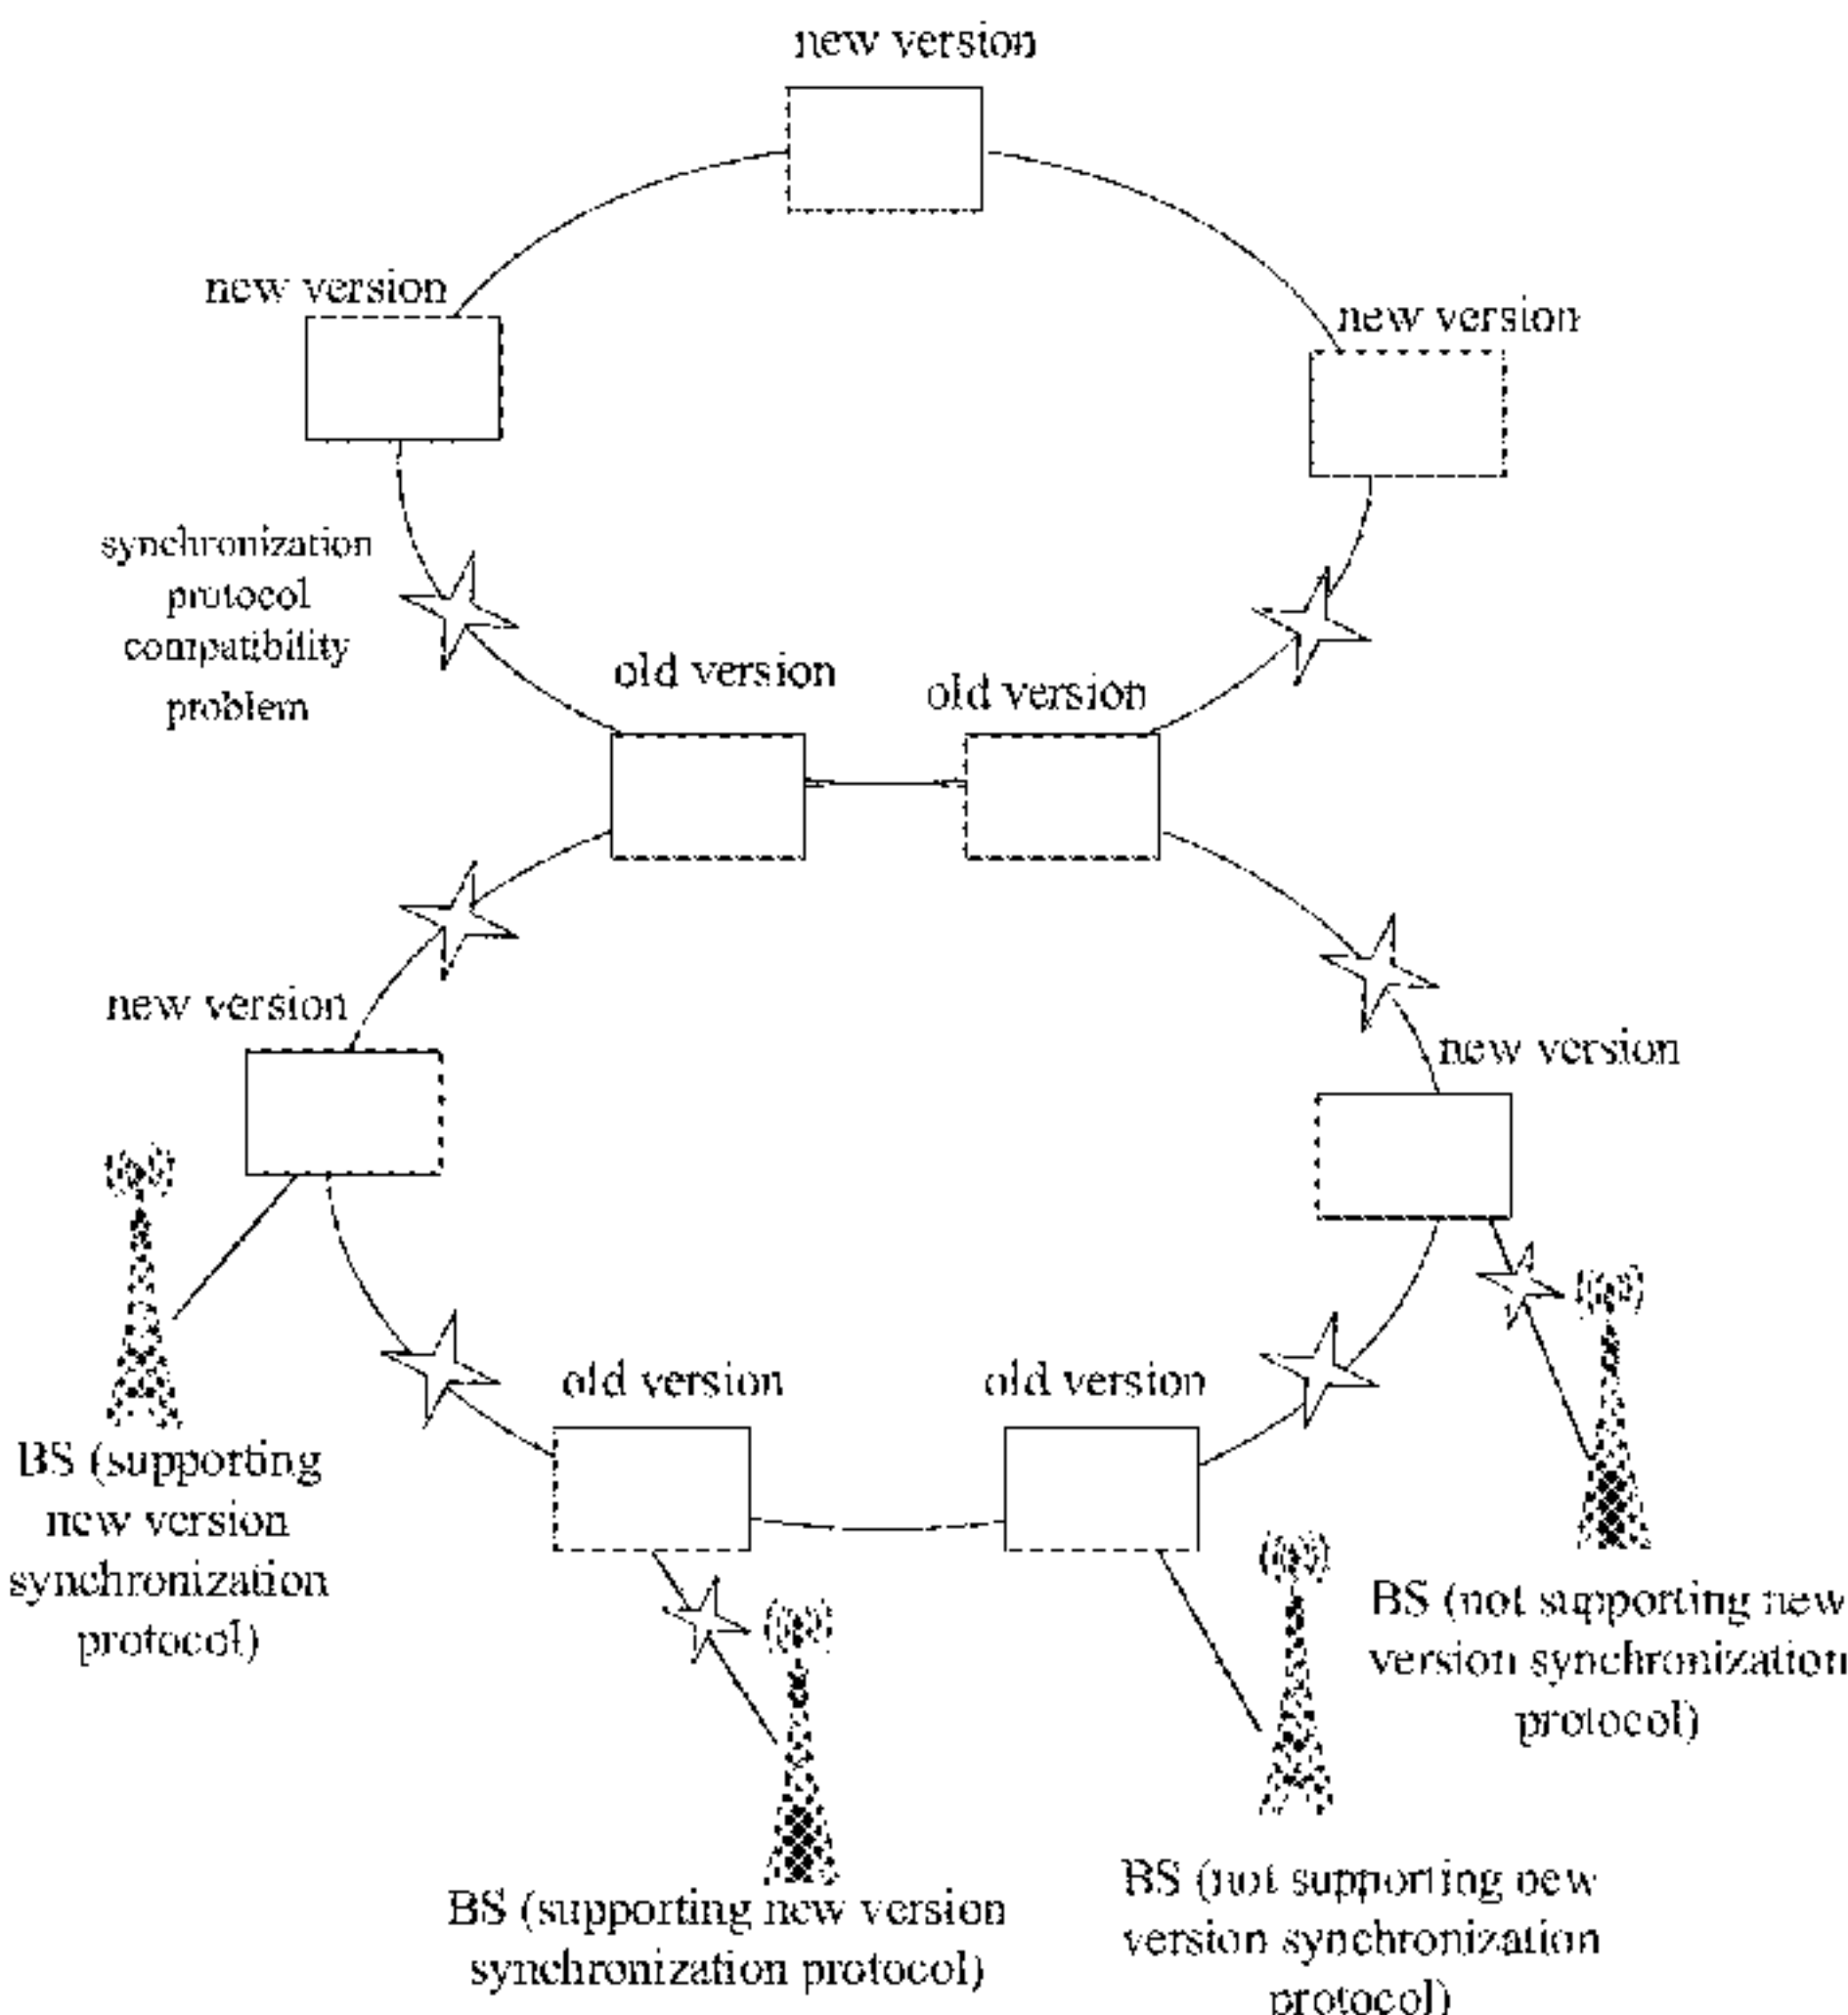 new version
new version
new version
synchronization
protocol
compatibility
problem
old version
old version
new version
new version
old version
old version
BS (supporting
new version
synchronization
protocol)
BS (not supporting new
version synchronization
protocol)
BS (supporting new version
synchronization protocol)
BS (not supporting new
version synchronization
protocol)